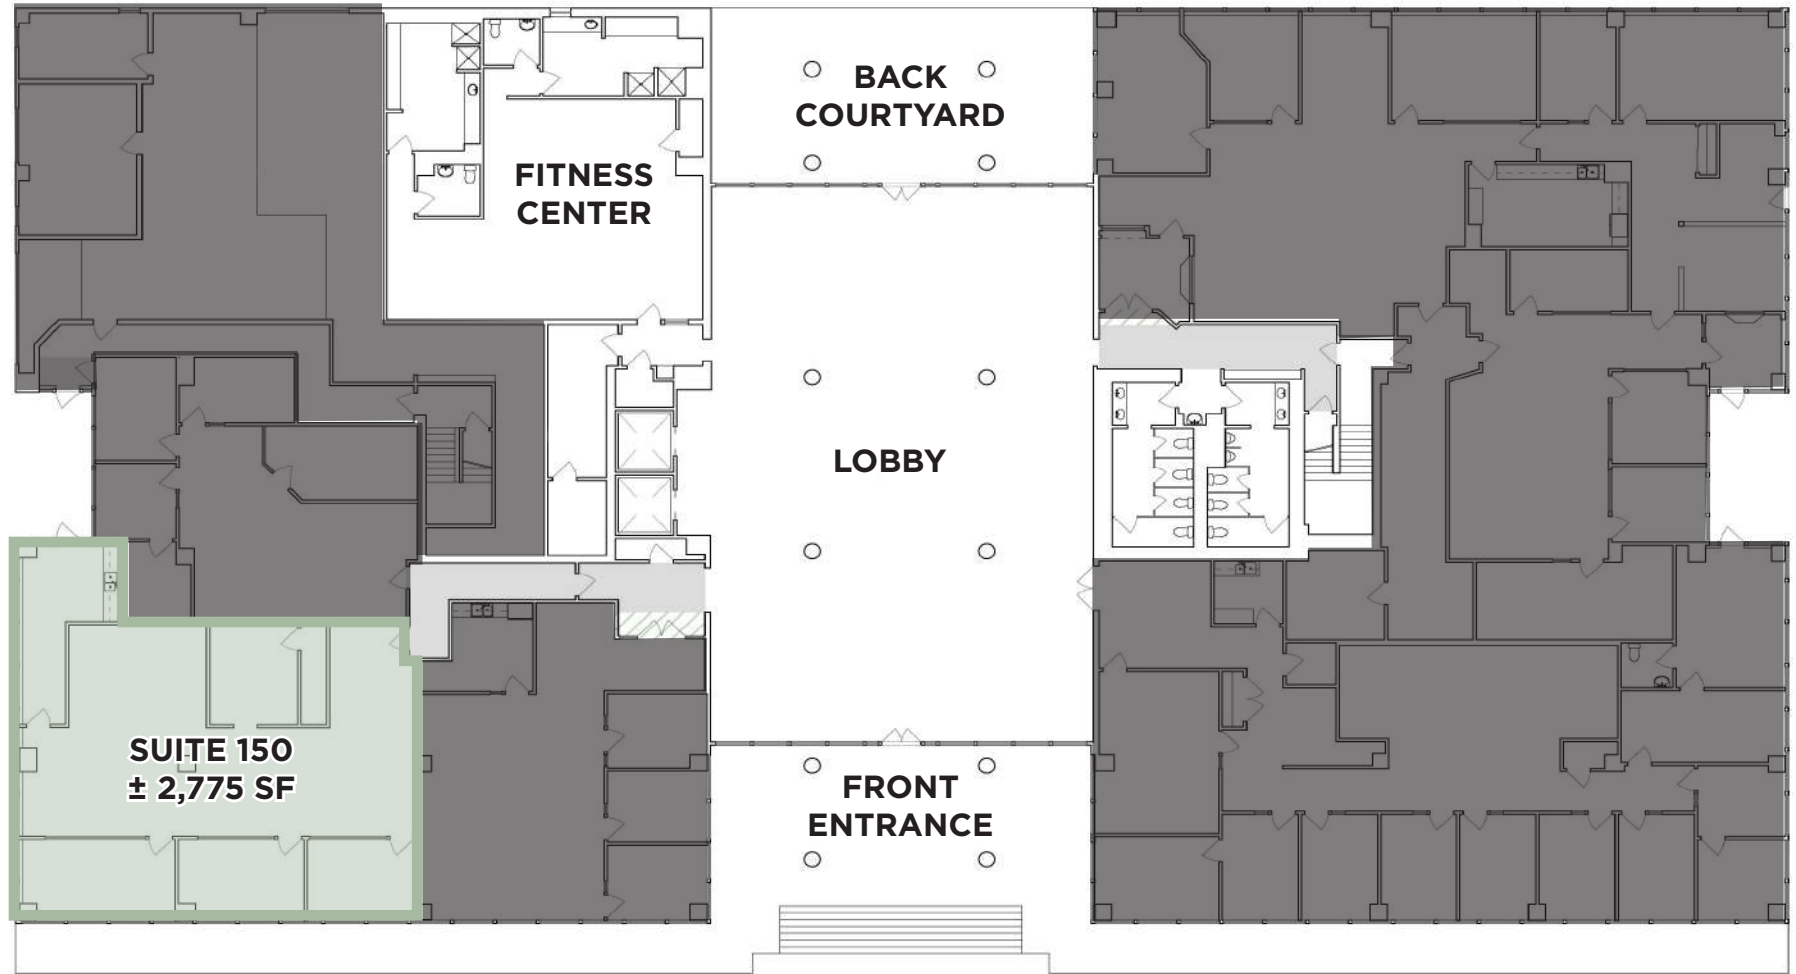 BACK
COURTYARD
FITNESS
CENTER
LOBBY
SUITE 150
± 2,775 SF
FRONT
ENTRANCE